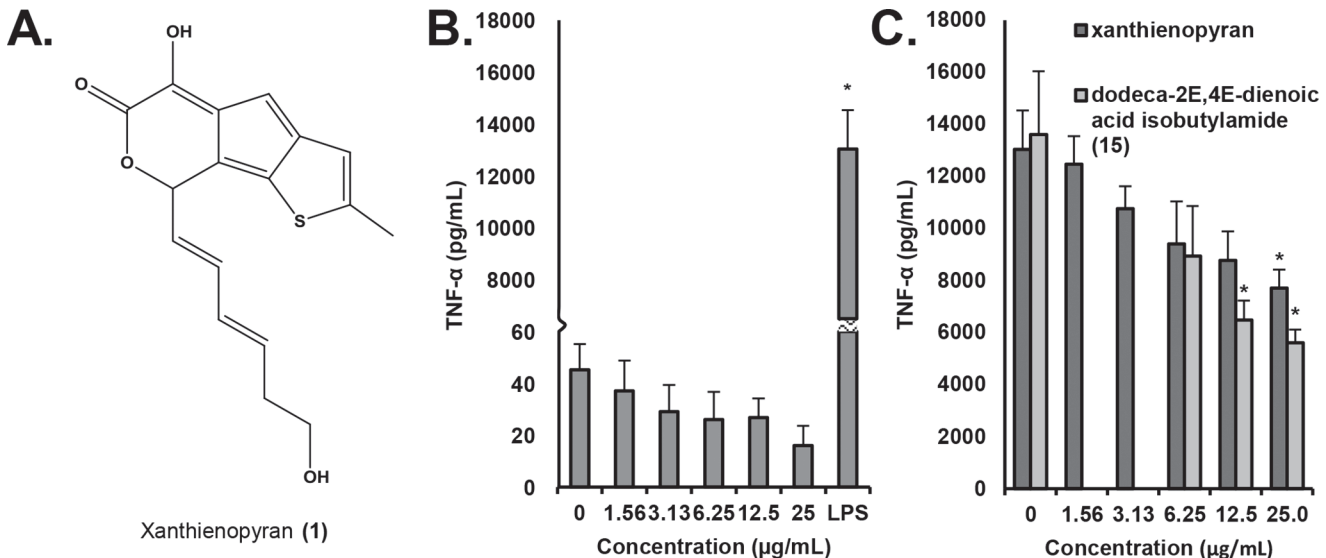 A.
OH
O
O
S
OH
Xanthienopyran (1)
B.
TNF-α (pg/mL)
18000
16000
14000
12000
10000
8000
60
40
20
0
*
0 1.56 3.13 6.25 12.5 25 LPS
Concentration (µg/mL)
C.
TNF-α (pg/mL)
18000
16000
14000
12000
10000
8000
6000
4000
2000
0
xanthienopyran
dodeca-2E,4E-dienoic
acid isobutylamide
(15)
*
*
*
0 1.56 3.13 6.25 12.5 25.0
Concentration (µg/mL)